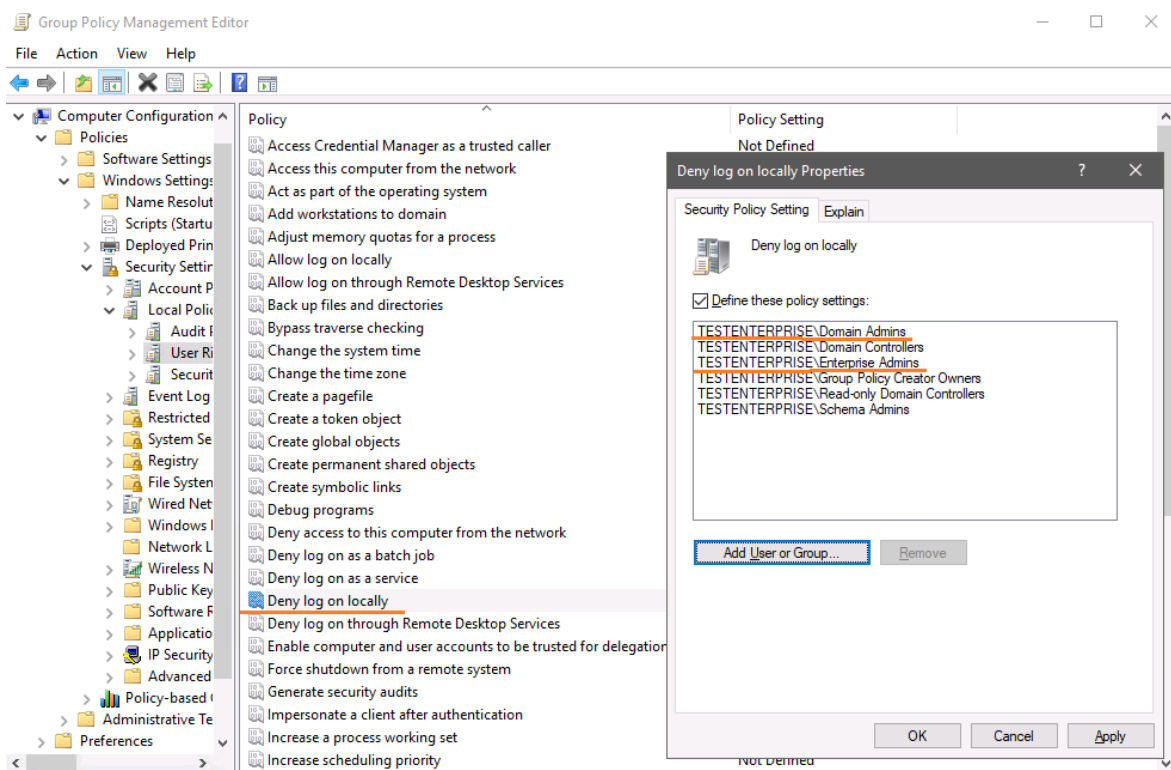 Group Policy Management Editor
File Action View Help
Computer Configuration
Policies
Software Settings
Windows Settings
Name Resolut
Scripts (Startu
Deployed Prin
Security Settin
Account P
Local Polic
Audit P
User Ri
Securit
Event Log
Restricted
System Se
Registry
File System
Wired Net
Windows I
Network L
Wireless N
Public Key
Software R
Applicatio
IP Security
Advanced
Policy-based
Administrative Te
Preferences
Policy Policy Setting
Access Credential Manager as a trusted caller Not Defined
Access this computer from the network
Act as part of the operating system
Add workstations to domain
Adjust memory quotas for a process
Allow log on locally
Allow log on through Remote Desktop Services
Back up files and directories
Bypass traverse checking
Change the system time
Change the time zone
Create a pagefile
Create a token object
Create global objects
Create permanent shared objects
Create symbolic links
Debug programs
Deny access to this computer from the network
Deny log on as a batch job
Deny log on as a service
Deny log on locally
Deny log on through Remote Desktop Services
Enable computer and user accounts to be trusted for delegation
Force shutdown from a remote system
Generate security audits
Impersonate a client after authentication
Increase a process working set
Increase scheduling priority Not Defined
Deny log on locally Properties
Security Policy Setting Explain
Deny log on locally
Define these policy settings:
TESTENTERPRISE\Domain Admins
TESTENTERPRISE\Domain Controllers
TESTENTERPRISE\Enterprise Admins
TESTENTERPRISE\Group Policy Creator Owners
TESTENTERPRISE\Read-only Domain Controllers
TESTENTERPRISE\Schema Admins
Add User or Group... Remove
OK Cancel Apply